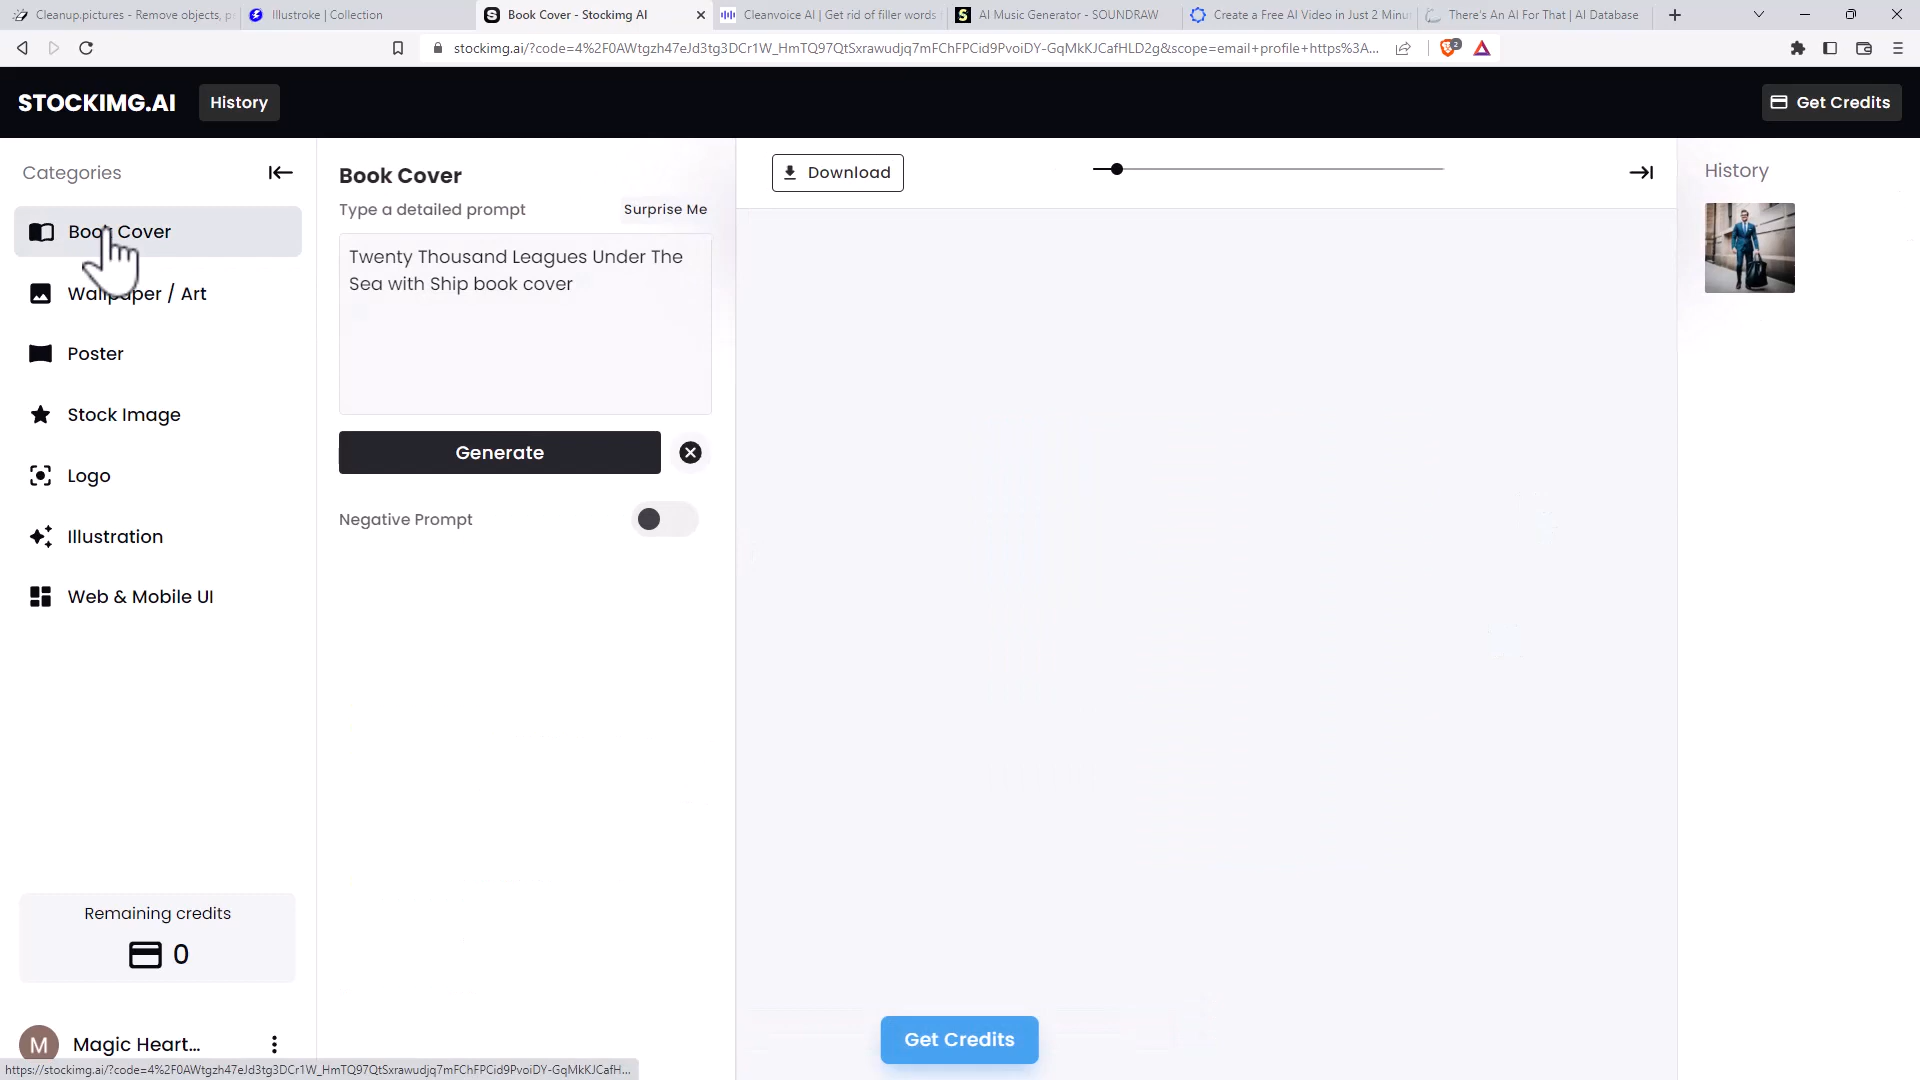 Cleanup.pictures - Remove objects, p
Illustroke | Collection
Book Cover - Stockimg AI
Cleanvoice AI | Get rid of filler words
AI Music Generator - SOUNDRAW
Create a Free AI Video in Just 2 Minu
There's An AI For That | AI Database
stockimg.ai/?code=4%2F0AWtgzh47eJd3tg3DCr1W_HmTQ97QtSxrawudjq7mFChFPCid9PvoiDY-GqMkKJCafHLD2g&scope=email+profile+https%3A...
2
STOCKIMG.AI
History
Get Credits
Categories
Book Cover
Wallpaper / Art
Poster
Stock Image
Logo
Illustration
Web & Mobile UI
Remaining credits
0
M
Magic Heart...
Book Cover
Type a detailed prompt
Surprise Me
Twenty Thousand Leagues Under The
Sea with Ship book cover
Generate
Negative Prompt
Download
Get Credits
History
https://stockimg.ai/?code=4%2F0AWtgzh47eJd3tg3DCr1W_HmTQ97QtSxrawudjq7mFChFPCid9PvoiDY-GqMkKJCafH...